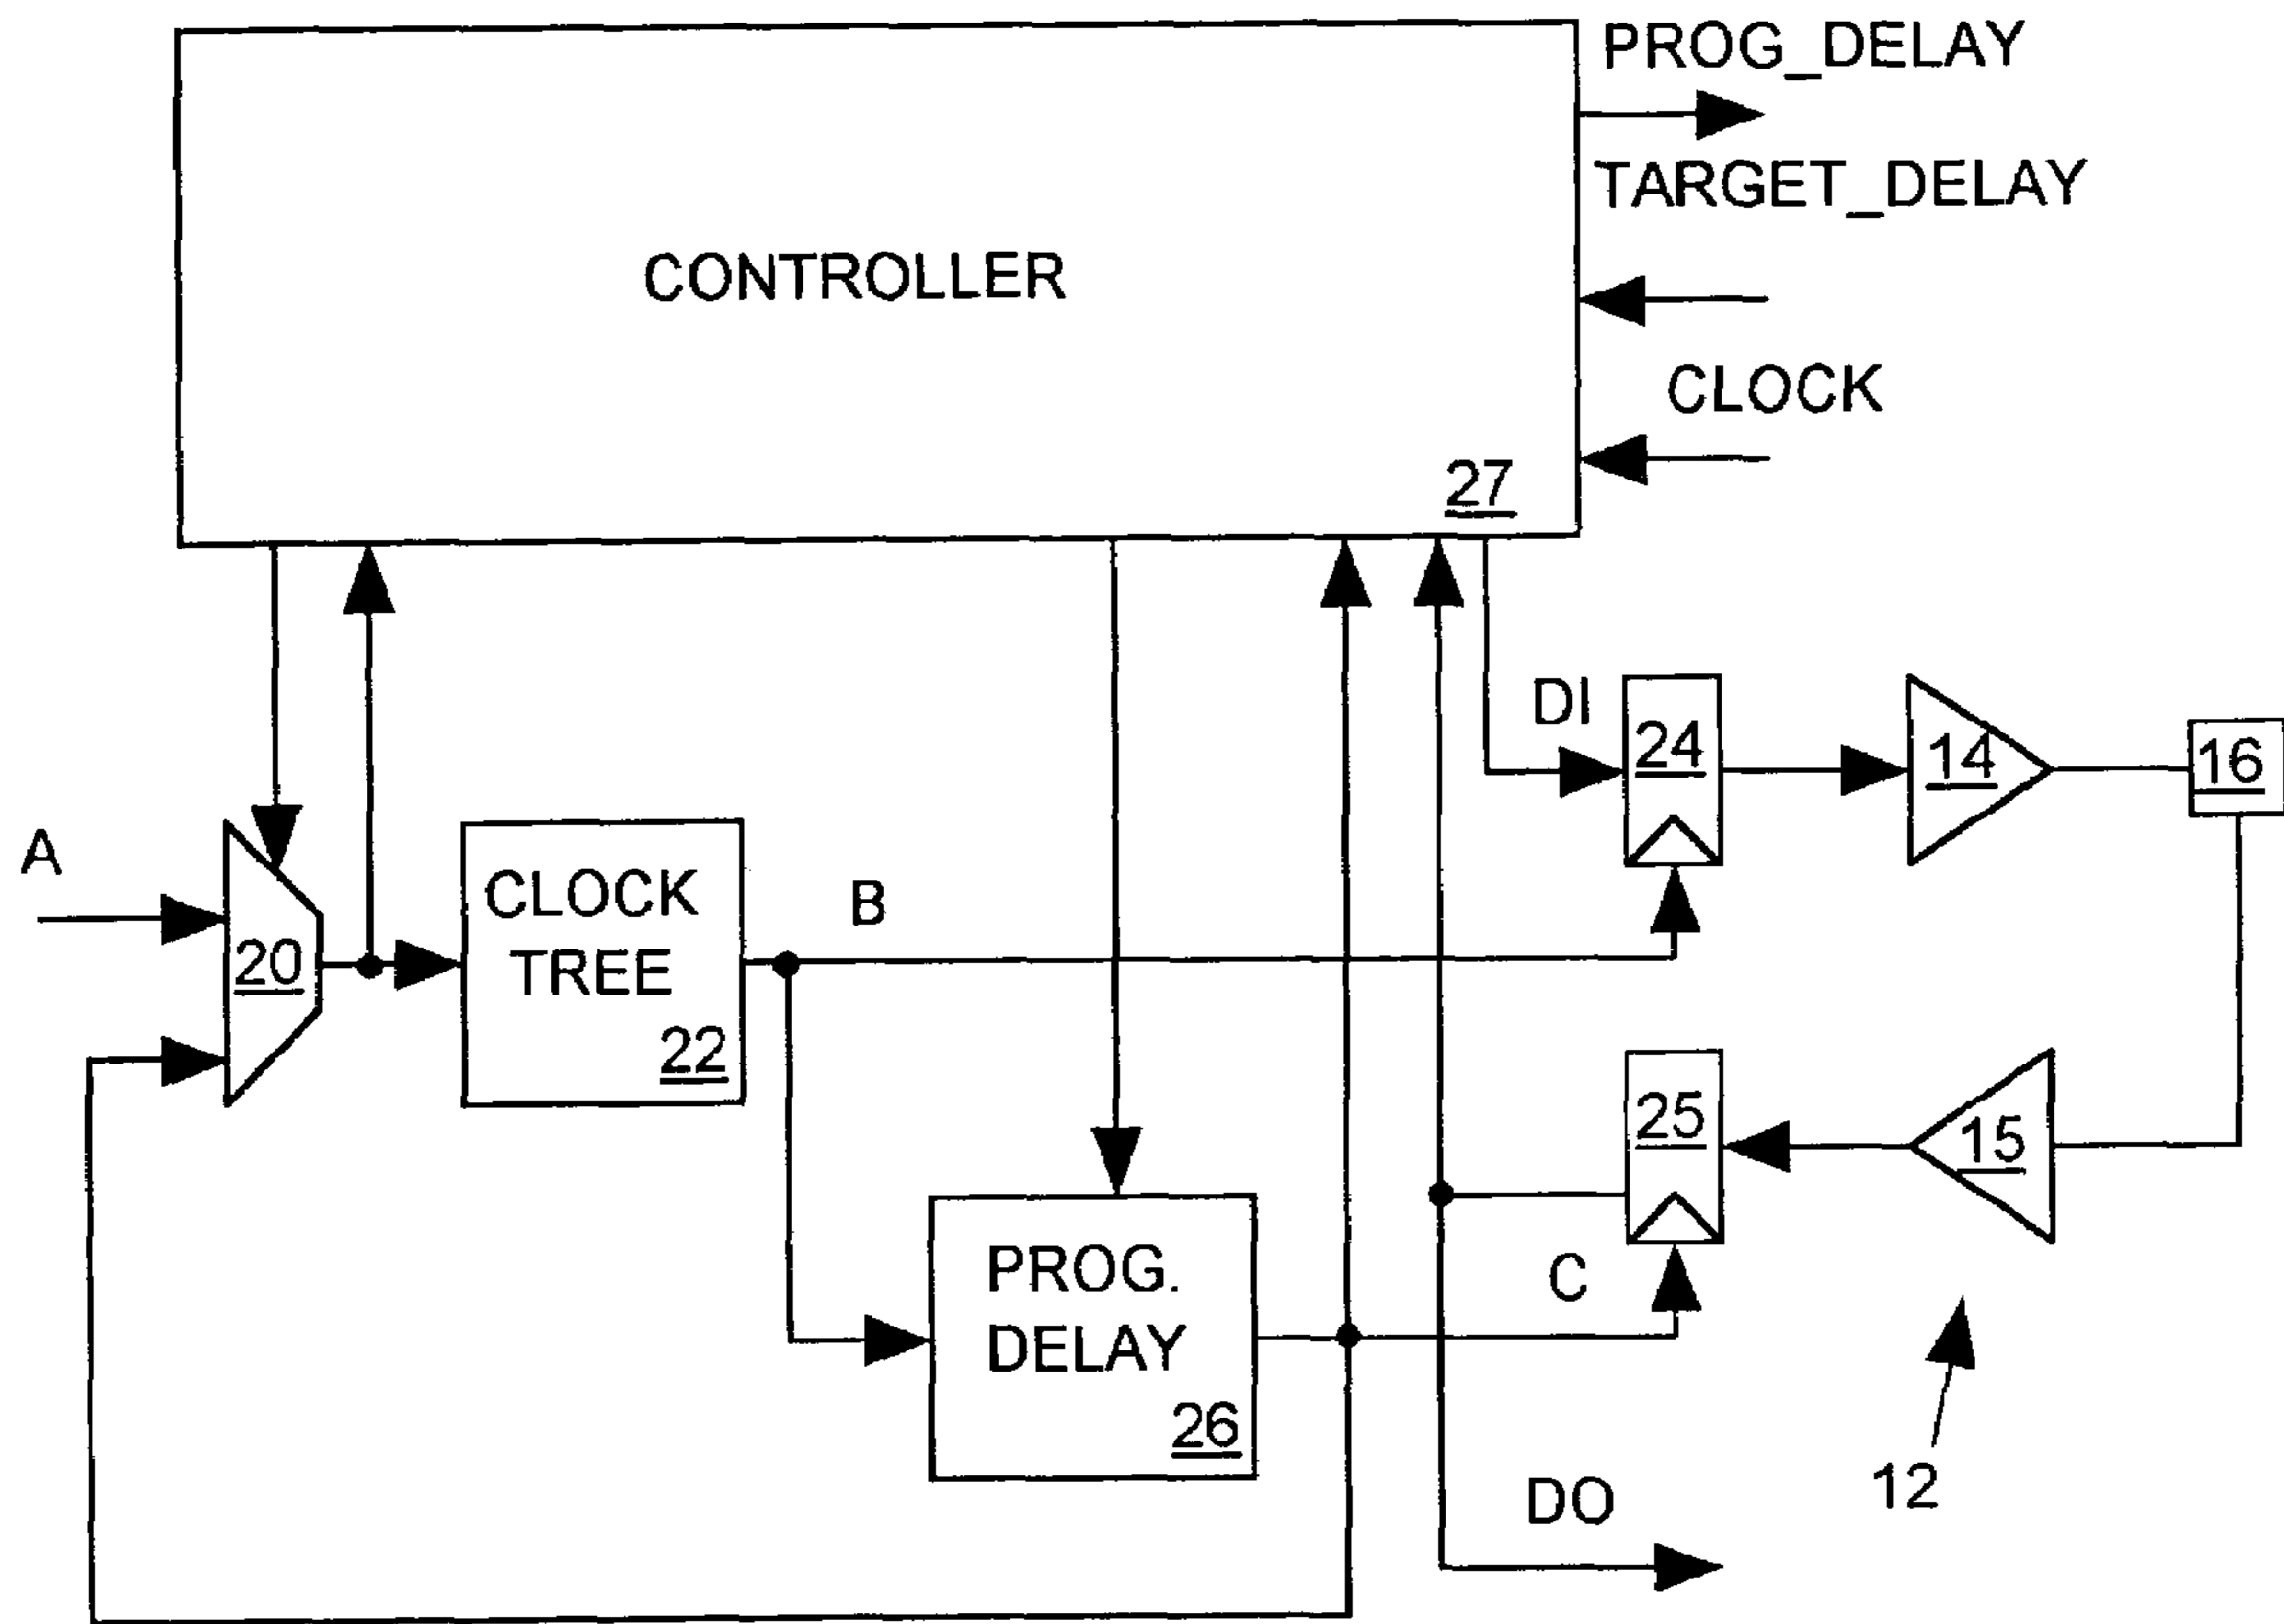 PROG_DELAY
TARGET_DELAY
CONTROLLER
CLOCK
27
DI
24
14
16
A
CLOCK
TREE
B
20
22
25
15
C
PROG.
DELAY
26
12
DO